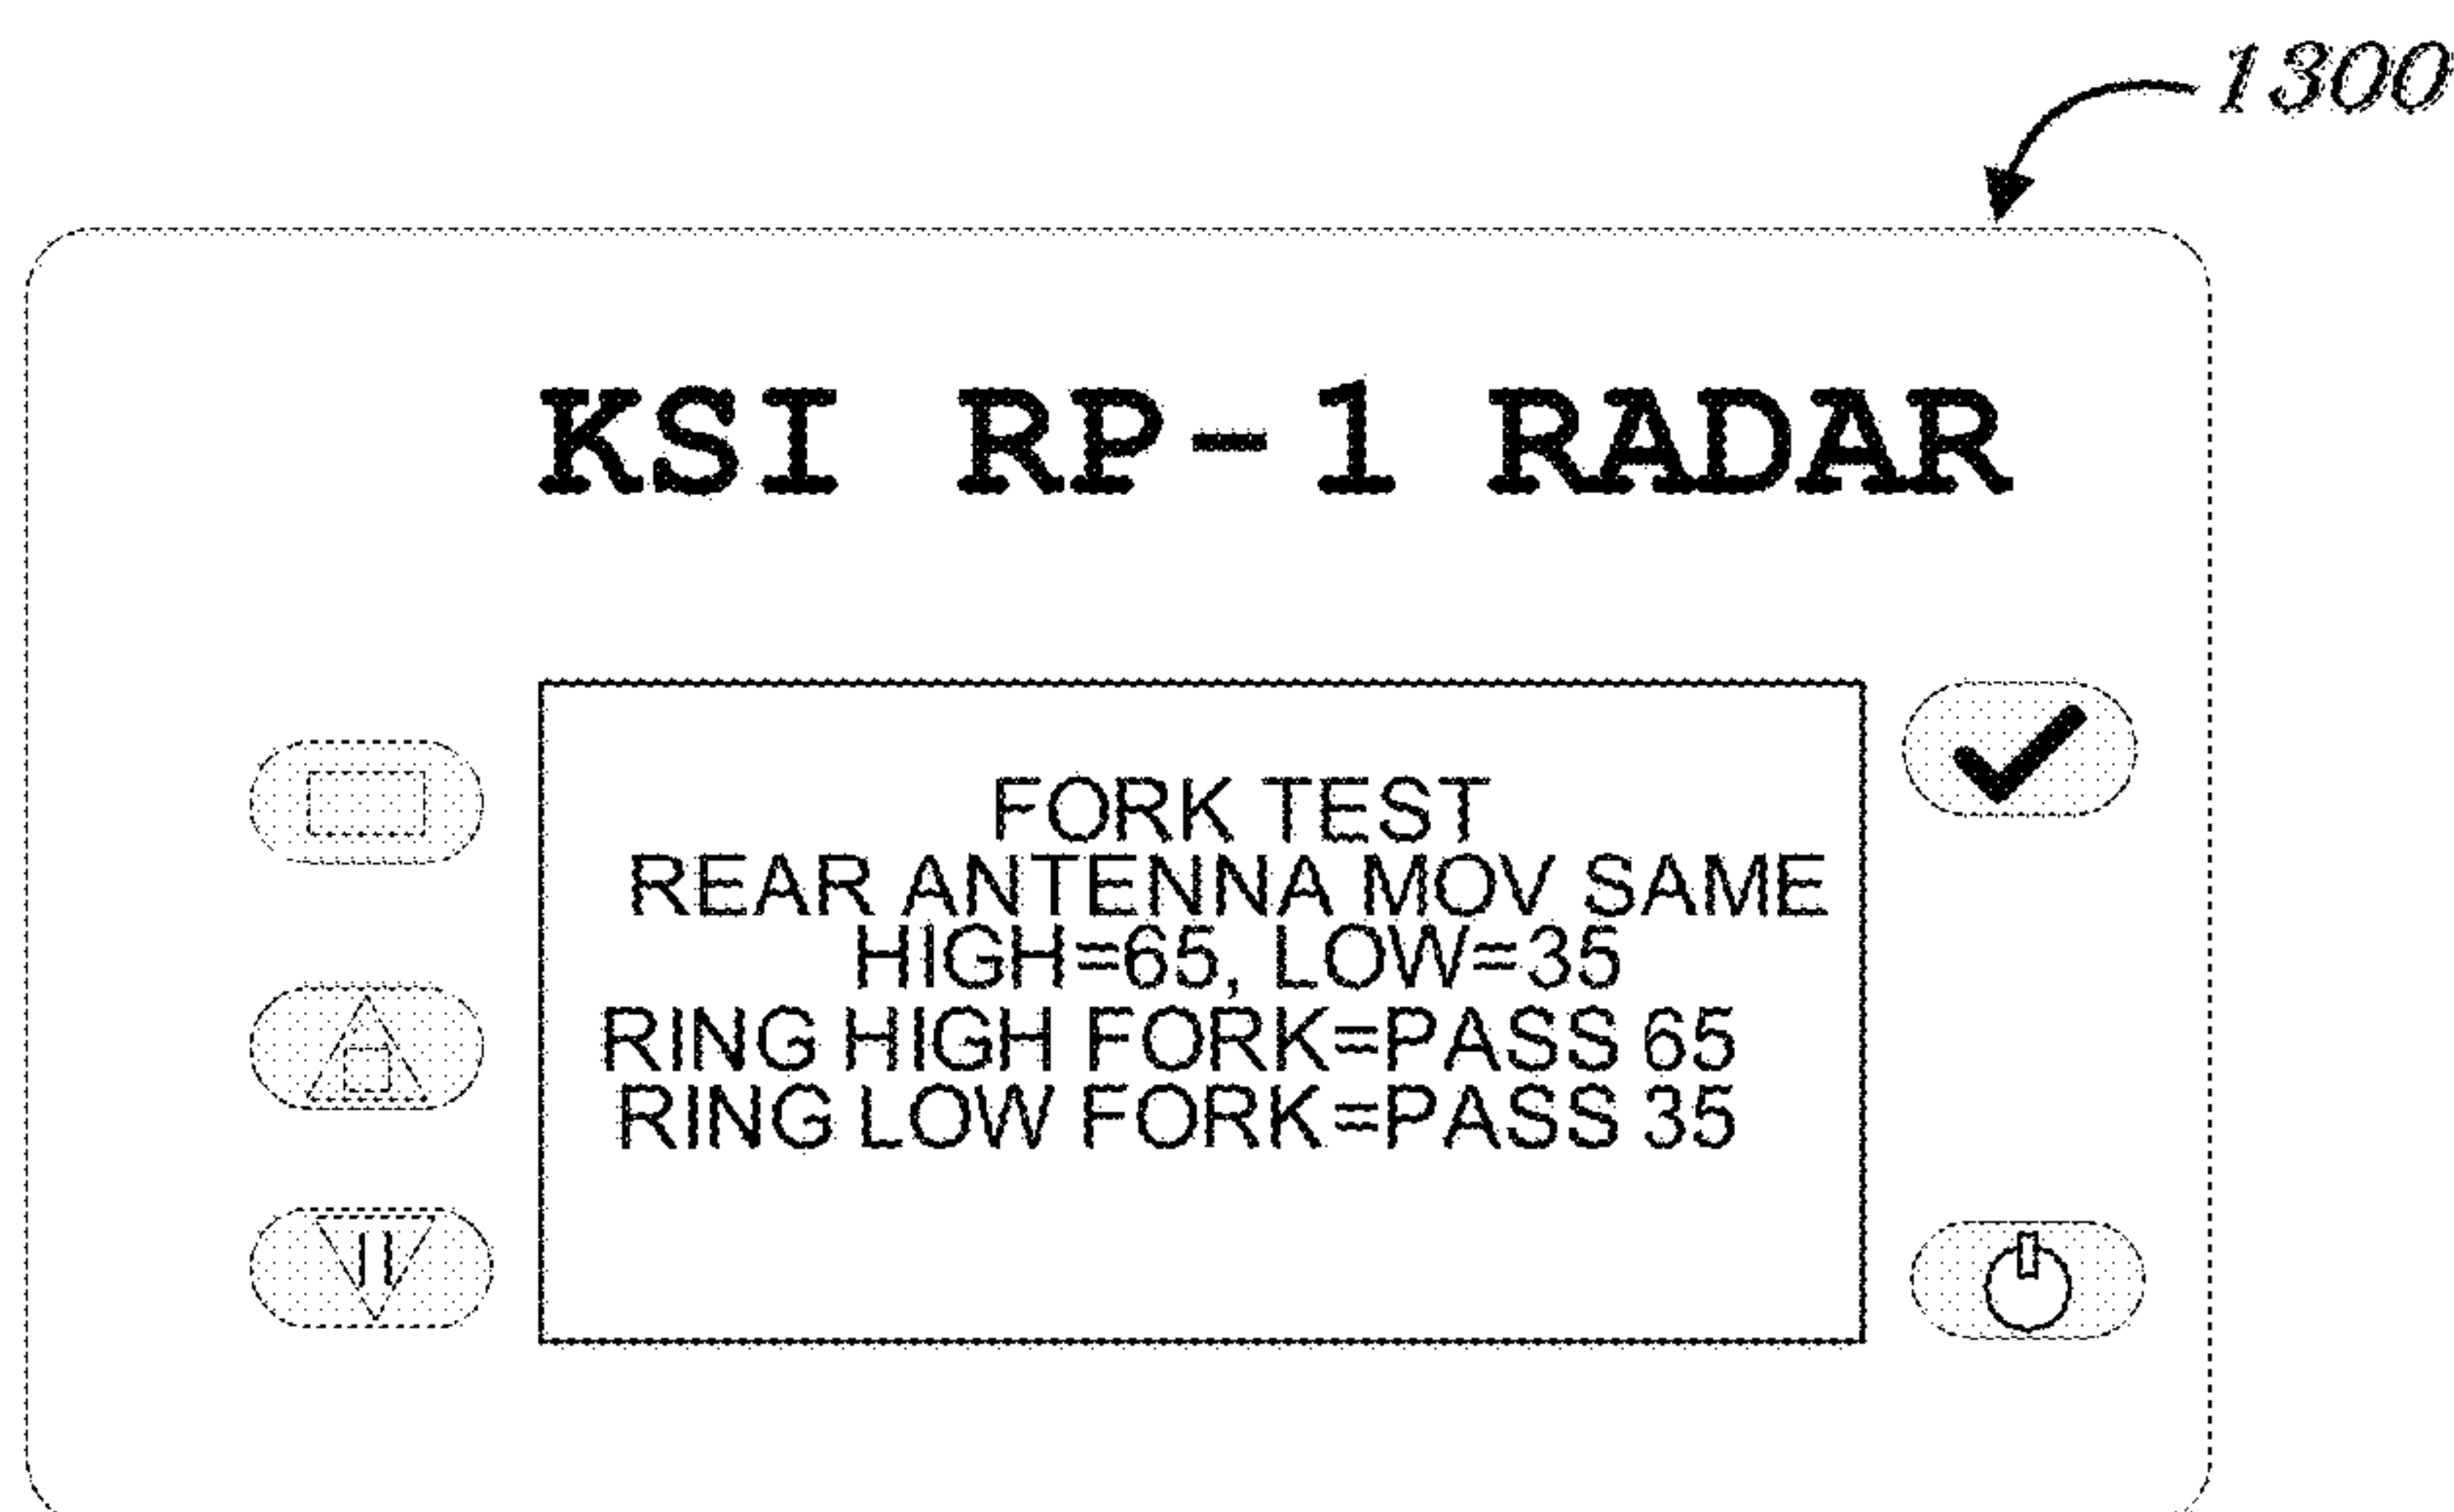 1300
KSI RP-1 RADAR
FORK TEST
REAR ANTENNA MOV SAME
HIGH=65, LOW=35
RING HIGH FORK=PASS 65
RING LOW FORK=PASS 35